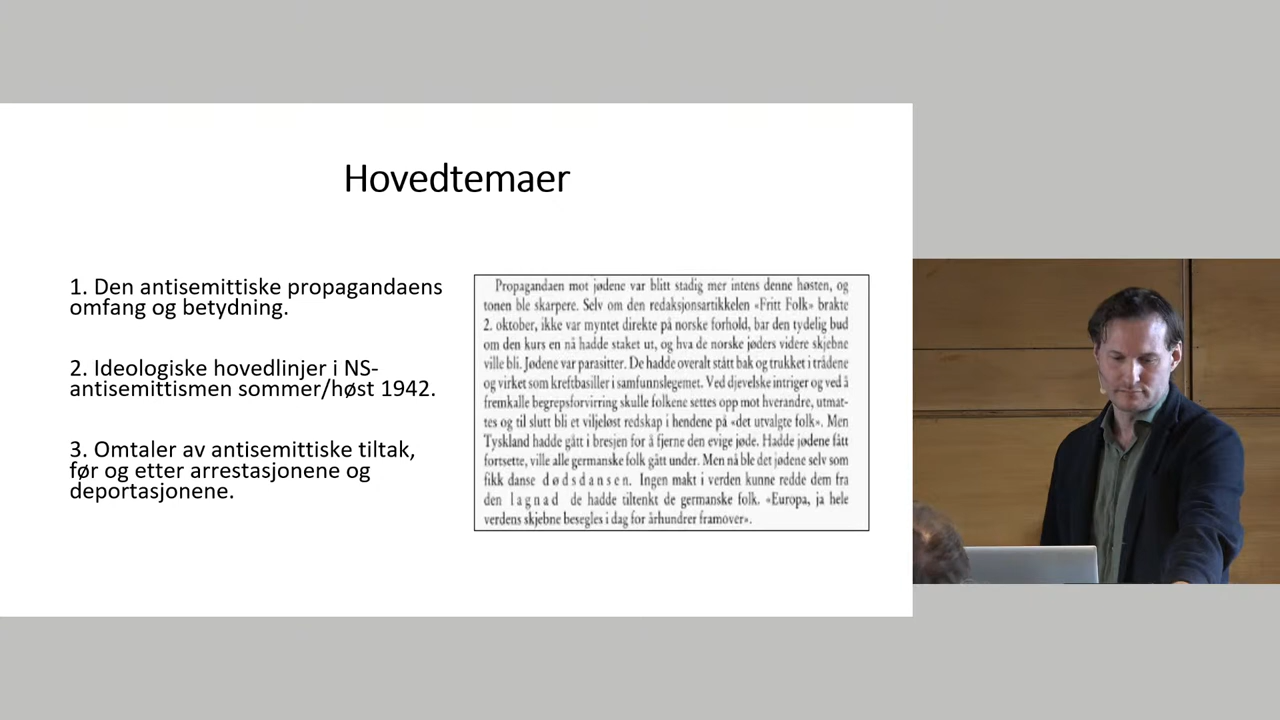 Hovedtemaer
1. Den antisemittiske propagandaens
omfang og betydning.
2. Ideologiske hovedlinjer i NS-
antisemittismen sommer/høst 1942.
3. Omtaler av antisemittiske tiltak,
før og etter arrestasjonene og
deportasjonene.
Propagandaen mot jødene var blitt stadig mer intens denne høsten, og
tonen ble skarpere. Selv om den redaksjonsartikkelen «Fritt Folk» brakte
2. oktober, ikke var myntet direkte på norske forhold, bar den tydelig bud
om den kurs en nå hadde staket ut, og hva de norske jøders videre skjebne
ville bli. Jødene var parasitter. De hadde overalt stått bak og trukket i trådene
og virket som kreftbasiller i samfunnslegemet. Ved djevelske intriger og ved å
fremkalle begrepsforvirring skulle folkene settes opp mot hverandre, utmat-
tes og til slutt bli et viljeløst redskap i hendene på «det utvalgte folk». Men
Tyskland hadde gått i bresjen for å fjerne den evige jøde. Hadde jødene fått
fortsette, ville alle germanske folk gått under. Men nå ble det jødene selv som
fikk danse dødsdansen. Ingen makt i verden kunne redde dem fra
den lagnad de hadde tiltenkt de germanske folk. «Europa, ja hele
verdens skjebne besegles i dag for århundrer framover».